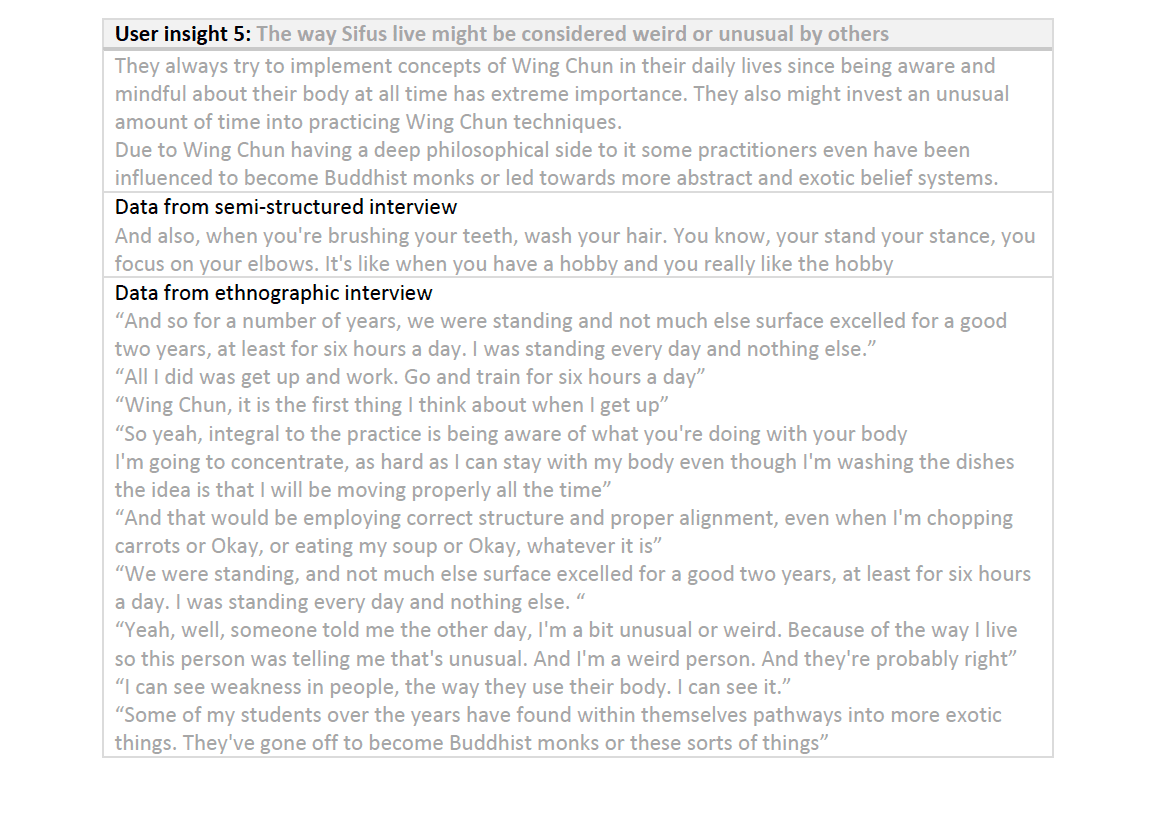 User insight 5: The way Sifus live might be considered weird or unusual by others
They always try to implement concepts of Wing Chun in their daily lives since being aware and
mindful about their body at all time has extreme importance. They also might invest an unusual
amount of time into practicing Wing Chun techniques.
Due to Wing Chun having a deep philosophical side to it some practitioners even have been
influenced to become Buddhist monks or led towards more abstract and exotic belief systems.
Data from semi-structured interview
And also, when you're brushing your teeth, wash your hair. You know, your stand your stance, you
focus on your elbows. It's like when you have a hobby and you really like the hobby
Data from ethnographic interview
“And so for a number of years, we were standing and not much else surface excelled for a good
two years, at least for six hours a day. I was standing every day and nothing else.”
“All I did was get up and work. Go and train for six hours a day”
“Wing Chun, it is the first thing I think about when I get up”
“So yeah, integral to the practice is being aware of what you're doing with your body
I'm going to concentrate, as hard as I can stay with my body even though I'm washing the dishes
the idea is that I will be moving properly all the time”
“And that would be employing correct structure and proper alignment, even when I'm chopping
carrots or Okay, or eating my soup or Okay, whatever it is”
“We were standing, and not much else surface excelled for a good two years, at least for six hours
a day. I was standing every day and nothing else. “
“Yeah, well, someone told me the other day, I'm a bit unusual or weird. Because of the way I live
so this person was telling me that's unusual. And I'm a weird person. And they're probably right”
“I can see weakness in people, the way they use their body. I can see it.”
“Some of my students over the years have found within themselves pathways into more exotic
things. They've gone off to become Buddhist monks or these sorts of things”